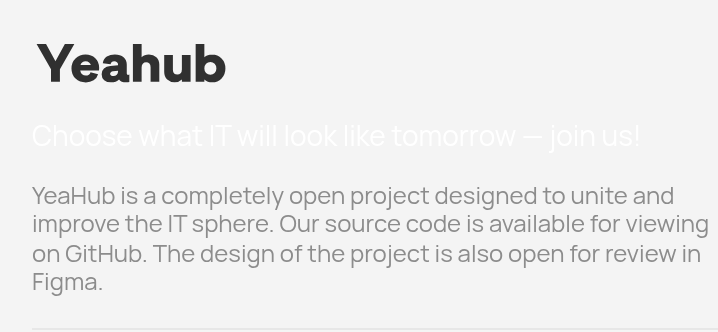 Yeahub
Choose what IT will look like tomorrow — join us!
YeaHub is a completely open project designed to unite and
improve the IT sphere. Our source code is available for viewing
on GitHub. The design of the project is also open for review in
Figma.